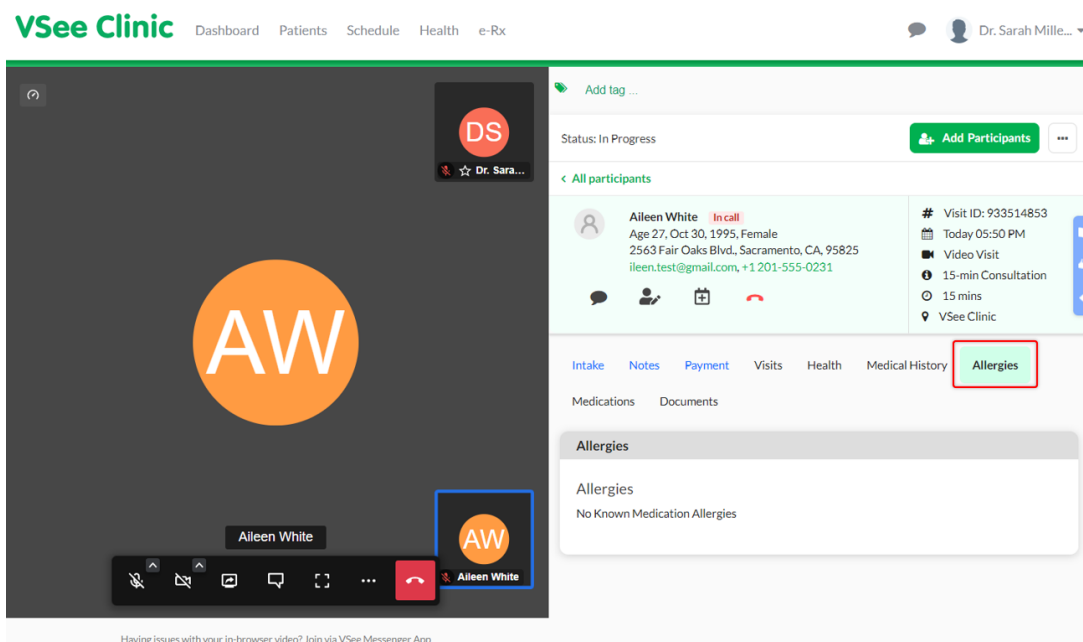 VSee Clinic Dashboard Patients Schedule Health e-Rx Dr. Sarah Mille...
DS
Dr. Sara...
AW
Aileen White
AW
Aileen White
Having issues with your in-browser video? Join via VSee Messenger App
Add tag ...
Status: In Progress Add Participants
< All participants
Aileen White In call
Age 27, Oct 30, 1995, Female
2563 Fair Oaks Blvd., Sacramento, CA, 95825
ileen.test@gmail.com, +1 201-555-0231
# Visit ID: 933514853
Today 05:50 PM
Video Visit
15-min Consultation
15 mins
VSee Clinic
Intake Notes Payment Visits Health Medical History Allergies
Medications Documents
Allergies
Allergies
No Known Medication Allergies